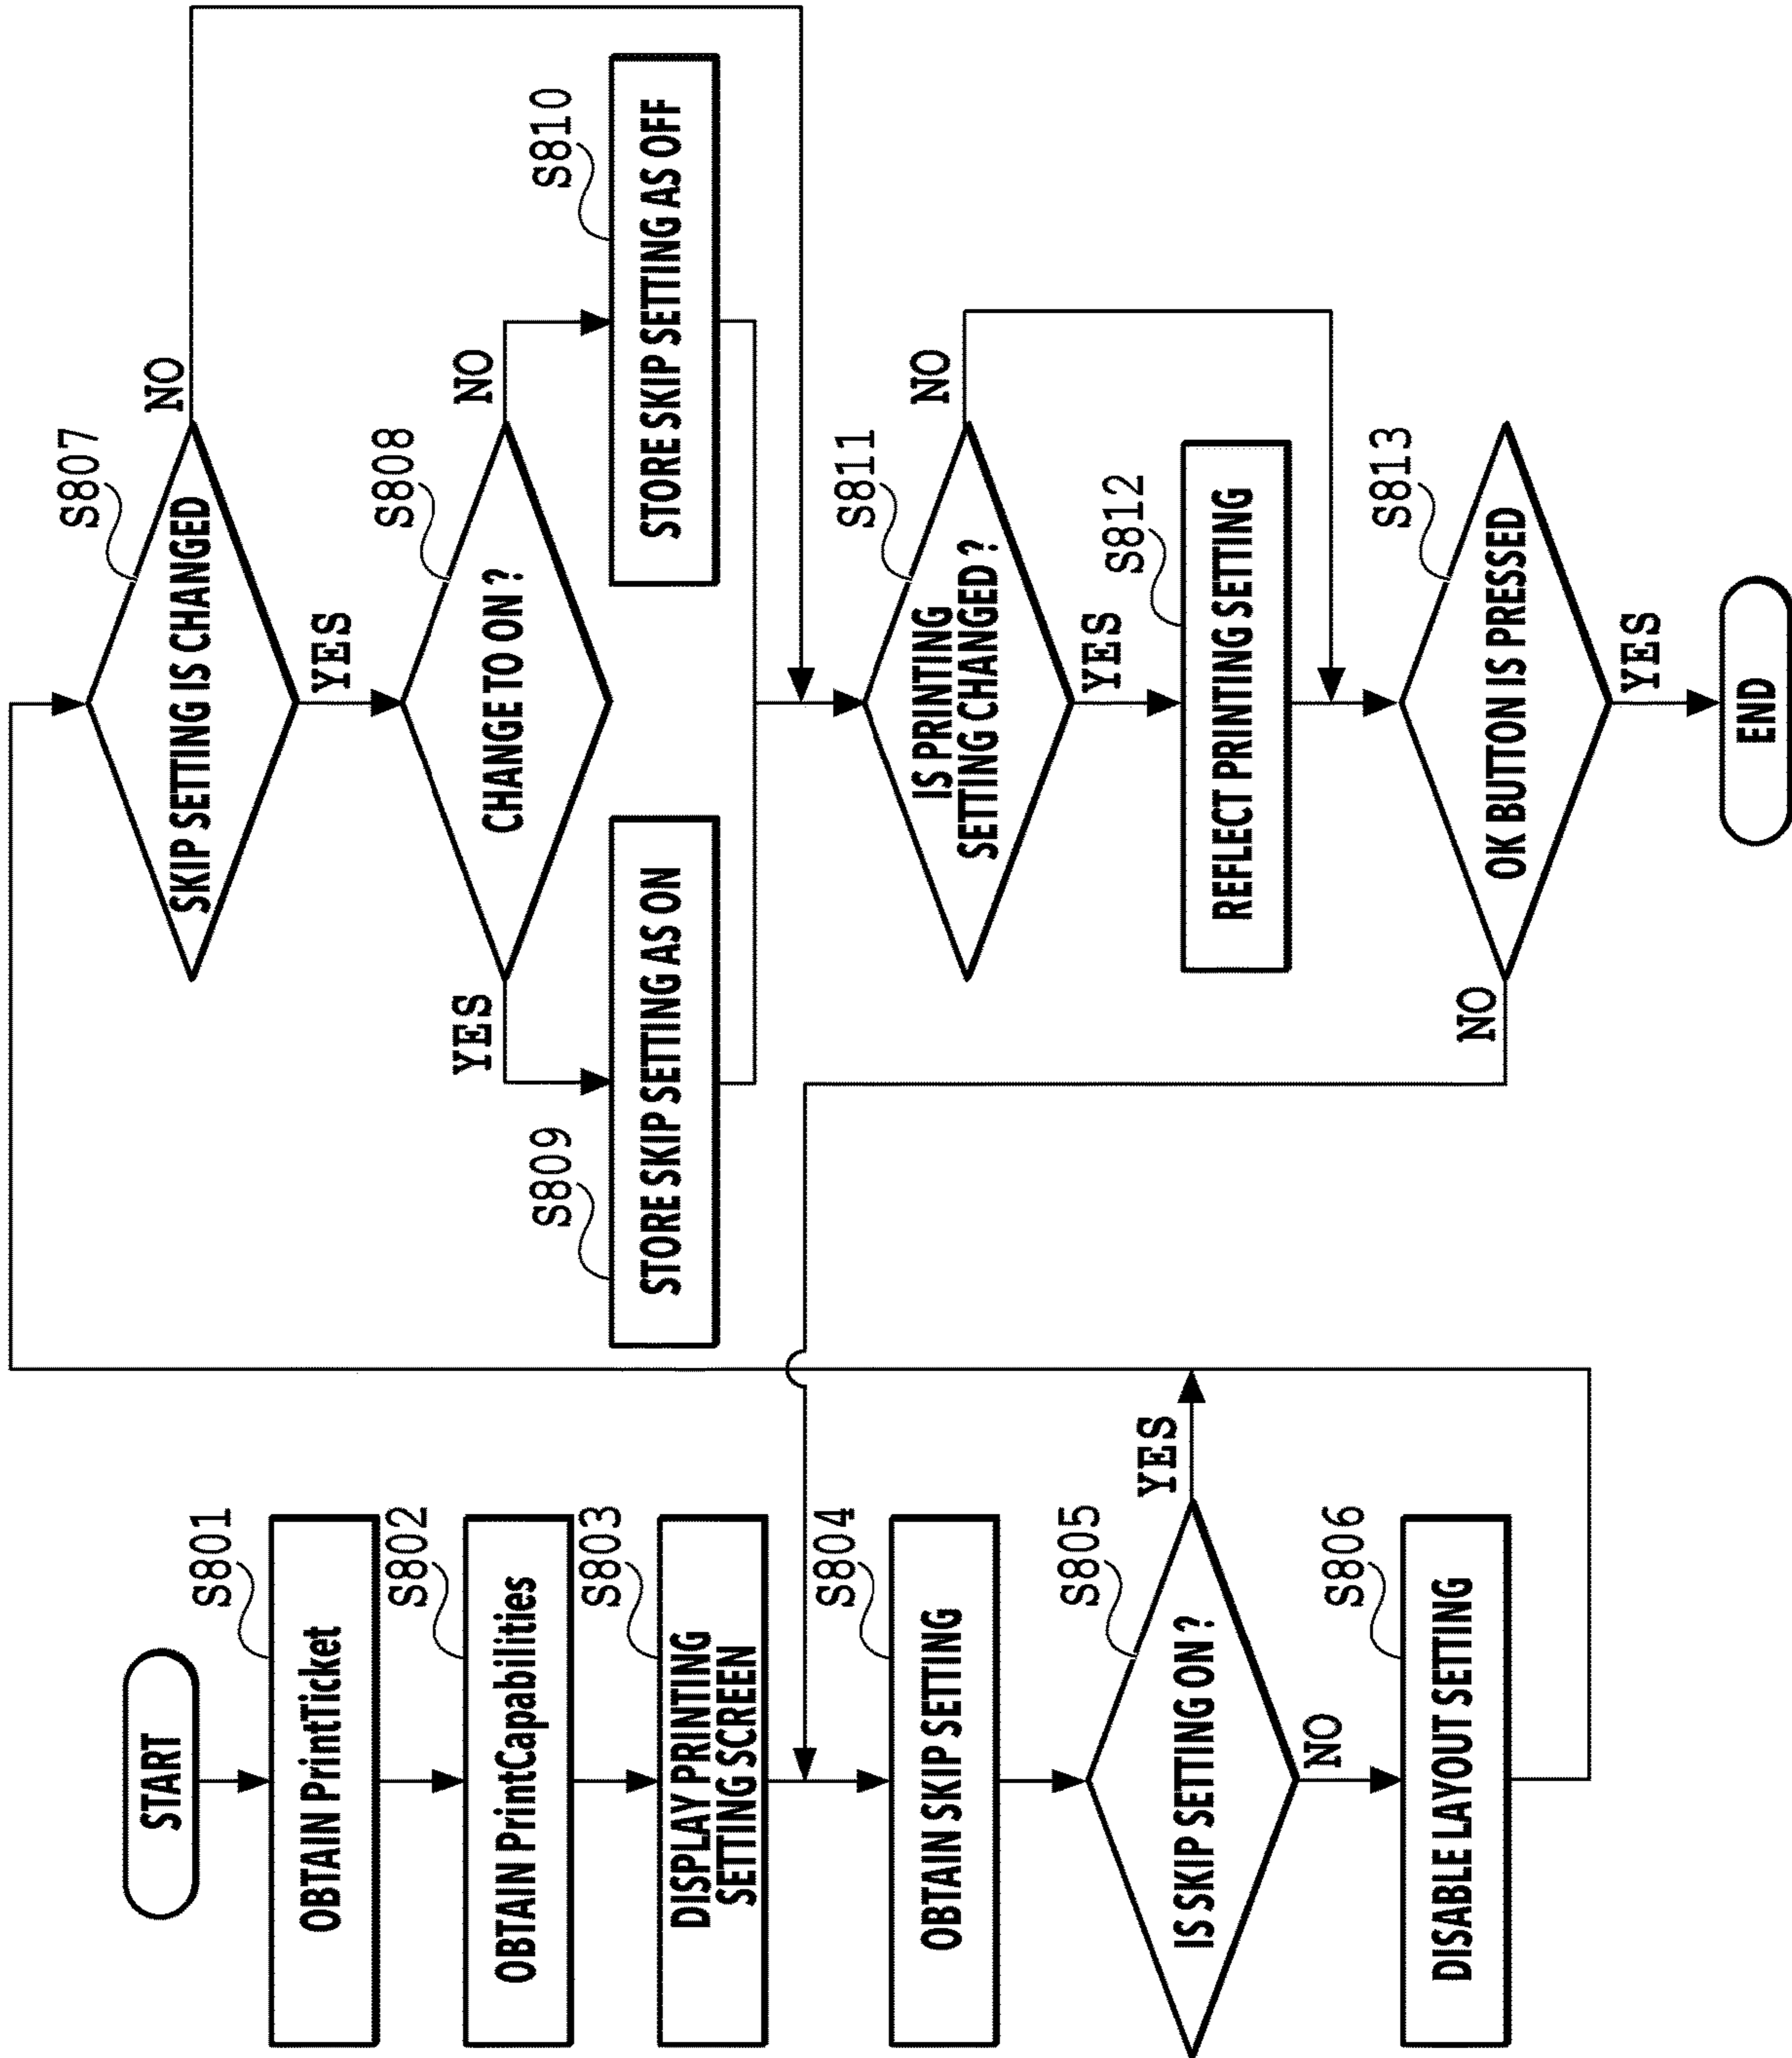 START
S801
OBTAIN PrintTicket
S802
OBTAIN PrintCapabilities
S803
DISPLAY PRINTING
SETTING SCREEN
S804
OBTAIN SKIP SETTING
S805
IS SKIP SETTING ON ?
YES
NO
S806
DISABLE LAYOUT SETTING
S807
SKIP SETTING IS CHANGED
NO
YES
S808
CHANGE TO ON ?
YES
NO
S809
STORE SKIP SETTING AS ON
S810
STORE SKIP SETTING AS OFF
S811
IS PRINTING
SETTING CHANGED ?
NO
YES
S812
REFLECT PRINTING SETTING
S813
OK BUTTON IS PRESSED
NO
YES
END